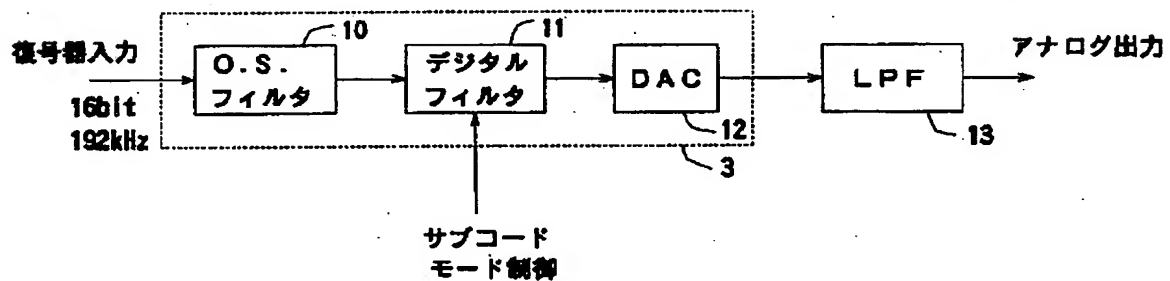 復号器入力
16bit
192kHz
10
O.S.
フィルタ
11
デジタル
フィルタ
DAC
12
3
LPF
13
アナログ出力
サブコード
モード制御